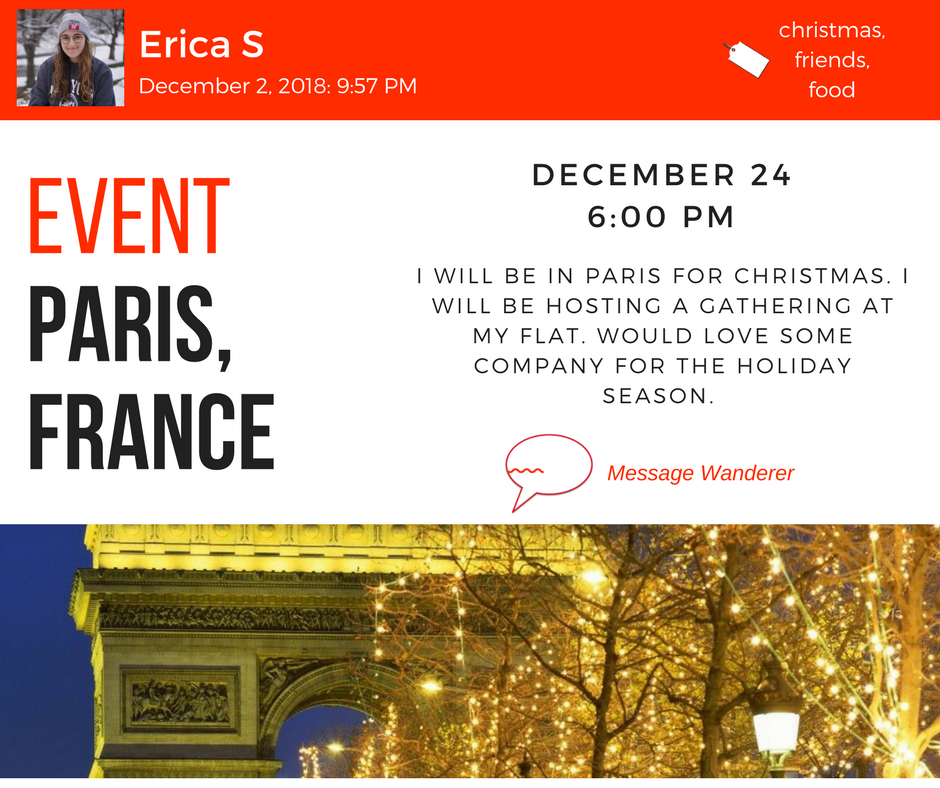 Erica S
December 2, 2018: 9:57 PM
christmas,
friends,
food
EVENT
PARIS,
FRANCE
DECEMBER 24
6:00 PM
I WILL BE IN PARIS FOR CHRISTMAS. I
WILL BE HOSTING A GATHERING AT
MY FLAT. WOULD LOVE SOME
COMPANY FOR THE HOLIDAY
SEASON.
Message Wanderer